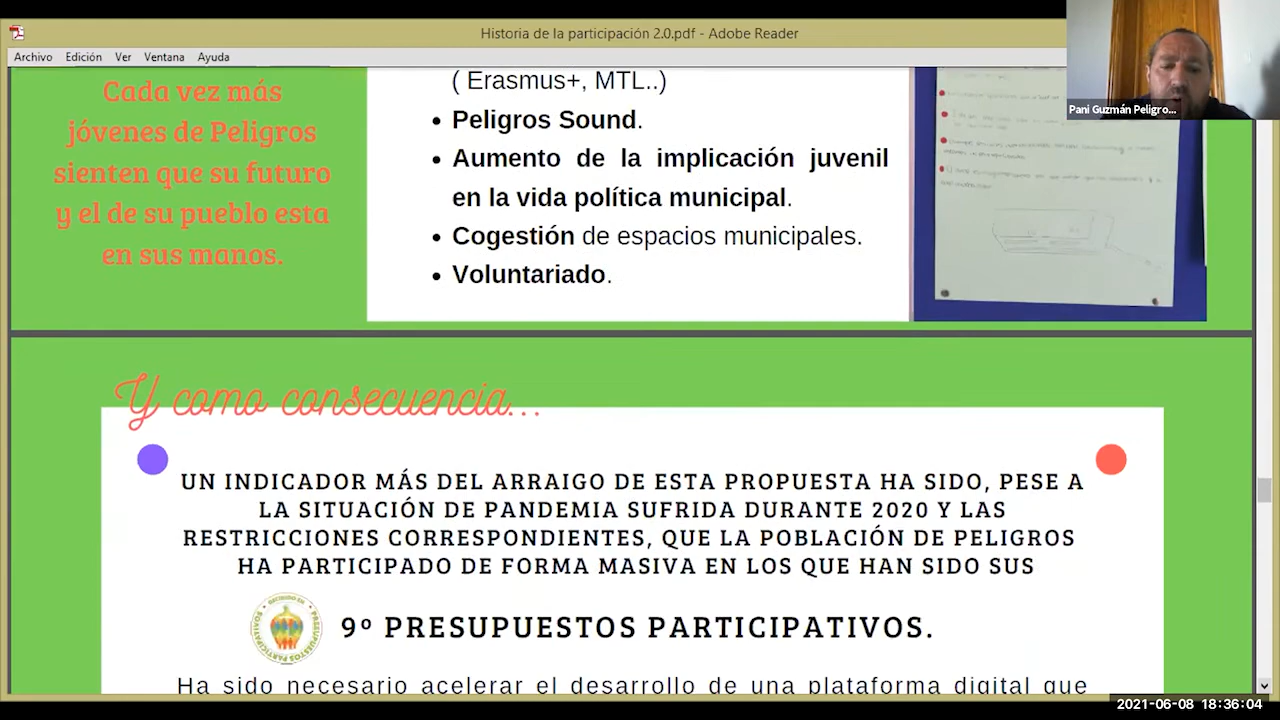 Historia de la participación 2.0.pdf - Adobe Reader
Archivo Edición Ver Ventana Ayuda
Pani Guzmán Peligro...
Cada vez más
jóvenes de Peligros
sienten que su futuro
y el de su pueblo esta
en sus manos.
( Erasmus+, MTL..)
• Peligros Sound.
• Aumento de la implicación juvenil
en la vida política municipal.
• Cogestión de espacios municipales.
• Voluntariado.
Y como consecuencia...
UN INDICADOR MÁS DEL ARRAIGO DE ESTA PROPUESTA HA SIDO, PESE A
LA SITUACIÓN DE PANDEMIA SUFRIDA DURANTE 2020 Y LAS
RESTRICCIONES CORRESPONDIENTES, QUE LA POBLACIÓN DE PELIGROS
HA PARTICIPADO DE FORMA MASIVA EN LOS QUE HAN SIDO SUS
DECIDIDO EN PRESUPUESTOS PARTICIPATIVOS
9º PRESUPUESTOS PARTICIPATIVOS.
Ha sido necesario acelerar el desarrollo de una plataforma digital que
2021-06-08 18:36:04